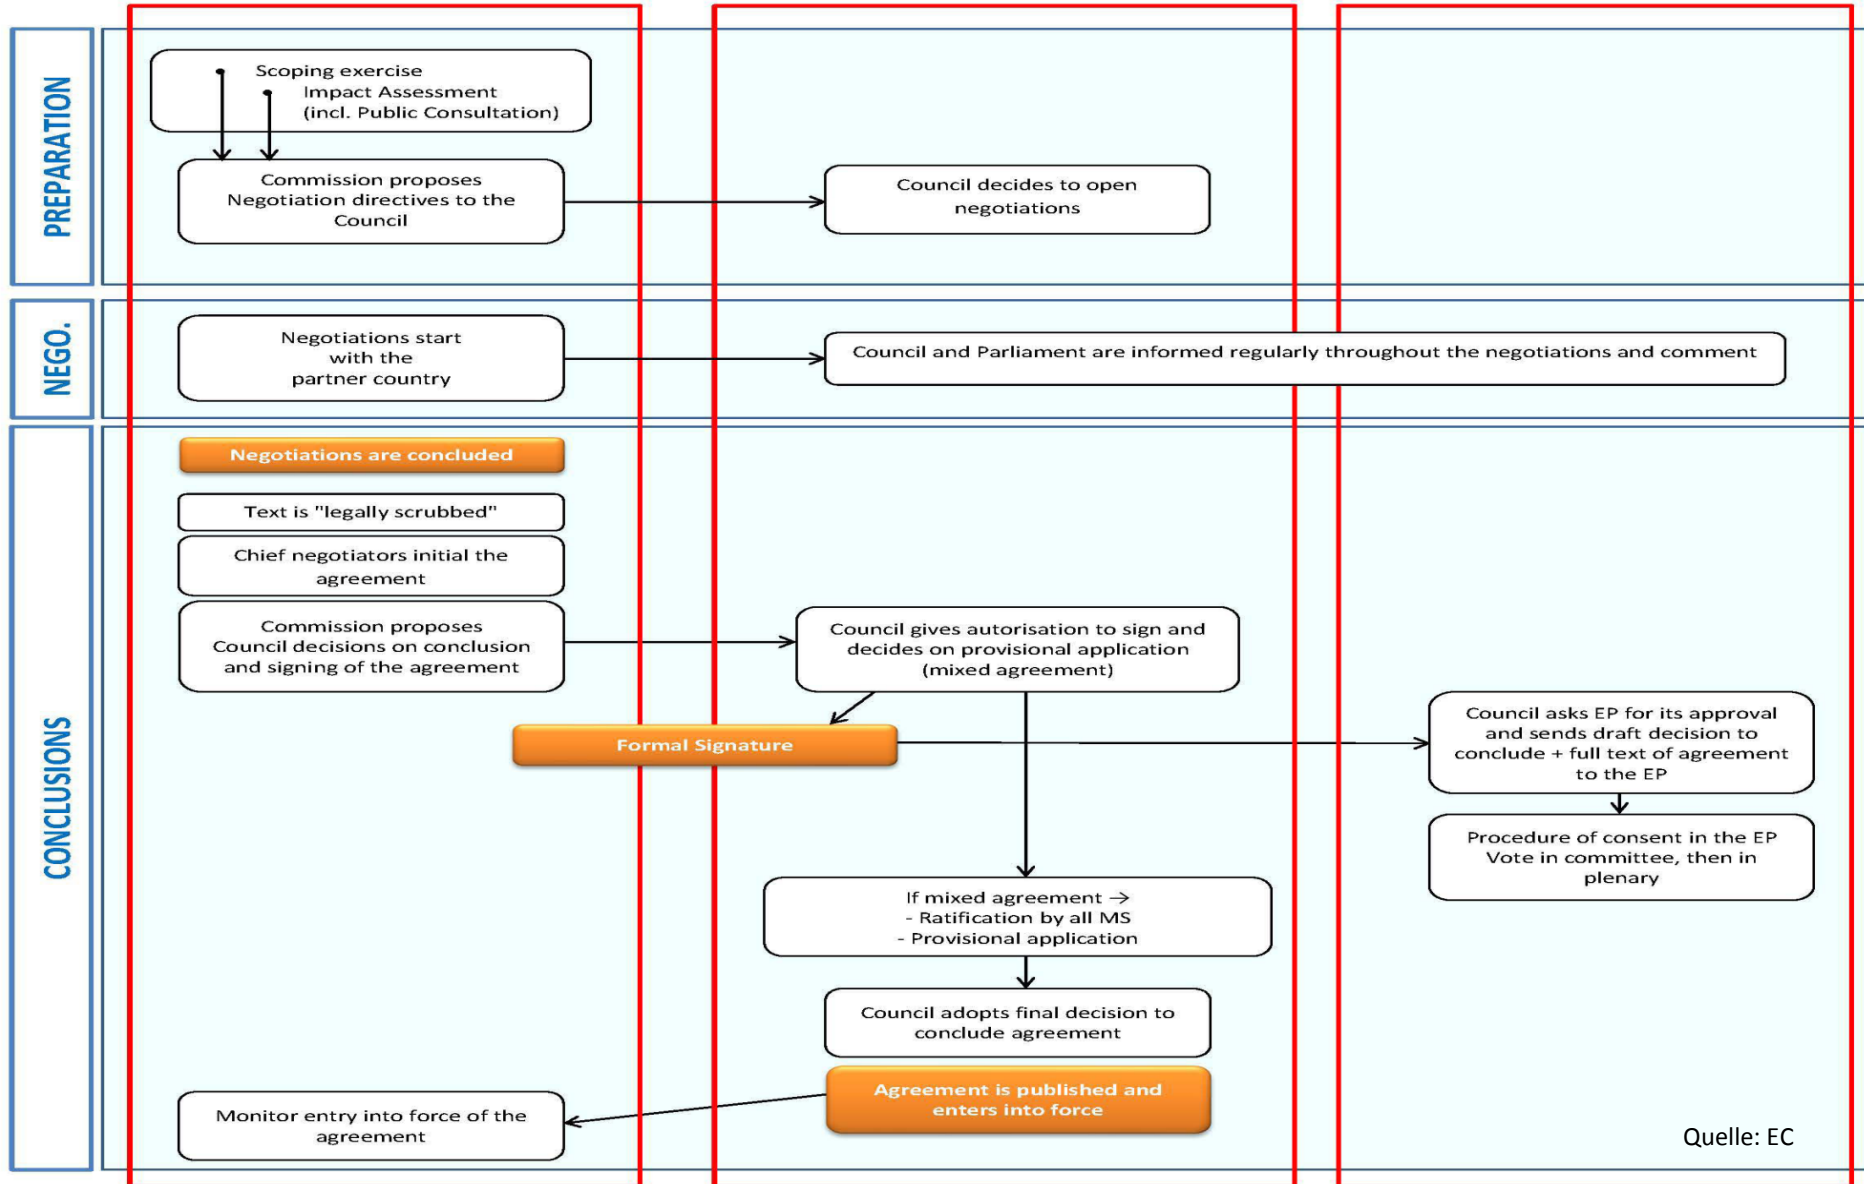 PREPARATION
Scoping exercise
Impact Assessment
(incl. Public Consultation)
Commission proposes
Negotiation directives to the
Council
Council decides to open
negotiations
NEGO.
Negotiations start
with the
partner country
Council and Parliament are informed regularly throughout the negotiations and comment
CONCLUSIONS
Negotiations are concluded
Text is "legally scrubbed"
Chief negotiators initial the
agreement
Commission proposes
Council decisions on conclusion
and signing of the agreement
Council gives autorisation to sign and
decides on provisional application
(mixed agreement)
Formal Signature
Council asks EP for its approval
and sends draft decision to
conclude + full text of agreement
to the EP
Procedure of consent in the EP
Vote in committee, then in
plenary
If mixed agreement →
- Ratification by all MS
- Provisional application
Council adopts final decision to
conclude agreement
Agreement is published and
enters into force
Monitor entry into force of the
agreement
Quelle: EC